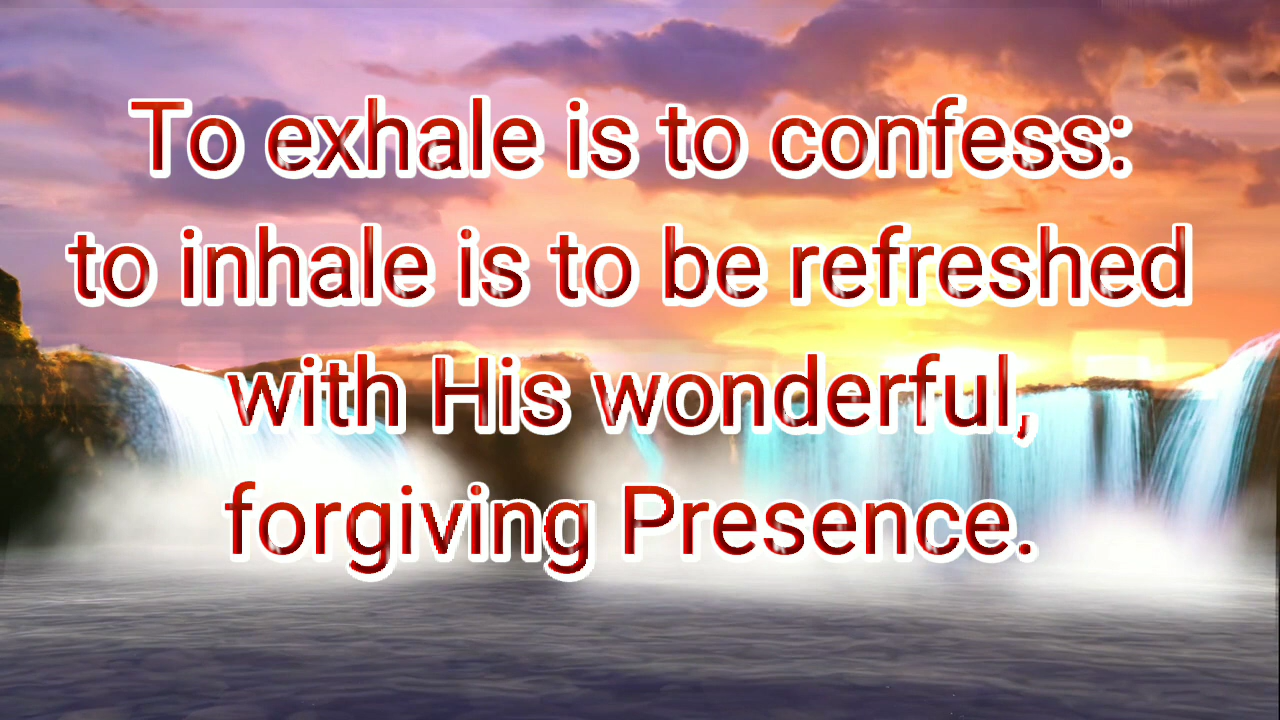 To exhale is to confess:
to inhale is to be refreshed
with His wonderful,
forgiving Presence.